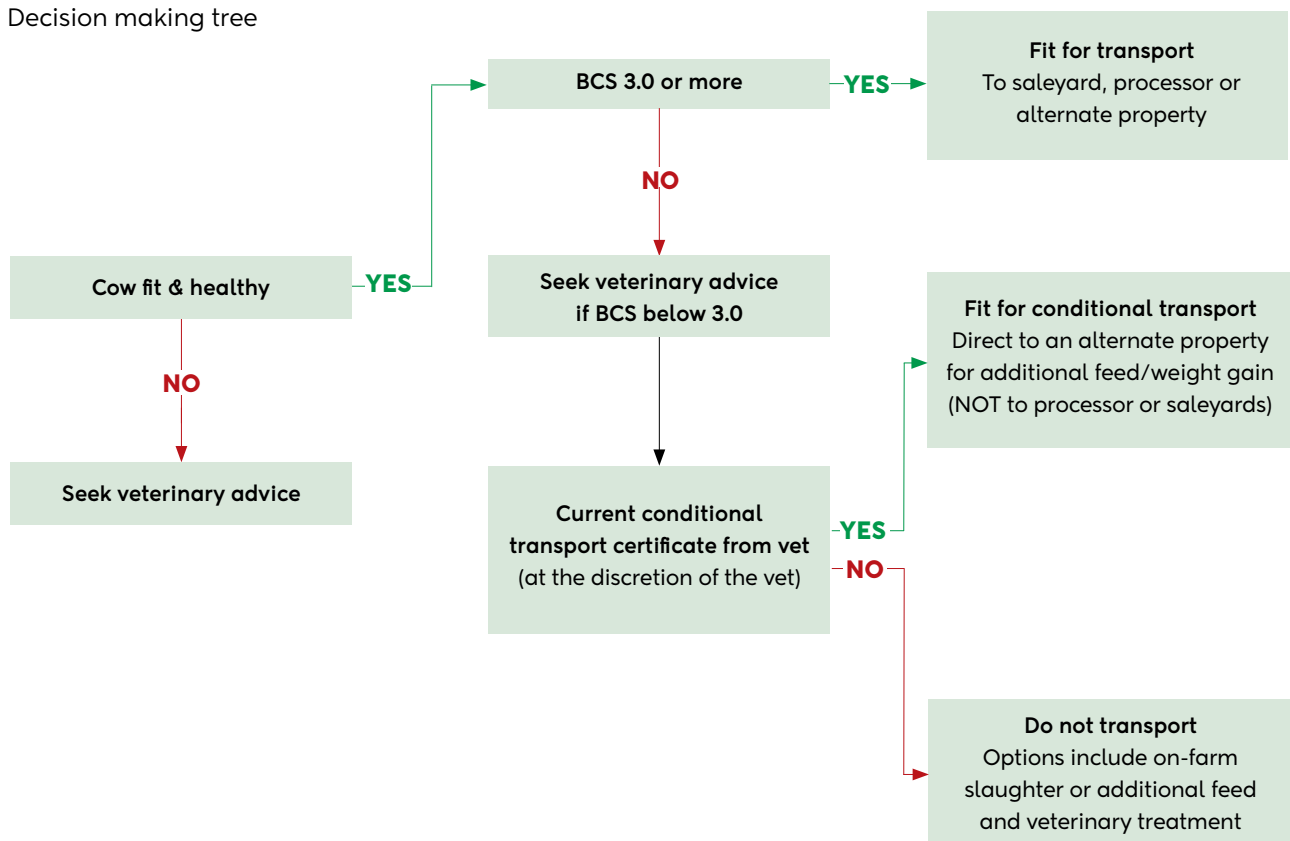 Decision making tree
Cow fit & healthy
YES
NO
Seek veterinary advice
BCS 3.0 or more
YES
NO
Fit for transport
To saleyard, processor or
alternate property
Seek veterinary advice
if BCS below 3.0
Current conditional
transport certificate from vet
(at the discretion of the vet)
YES
NO
Fit for conditional transport
Direct to an alternate property
for additional feed/weight gain
(NOT to processor or saleyards)
Do not transport
Options include on-farm
slaughter or additional feed
and veterinary treatment